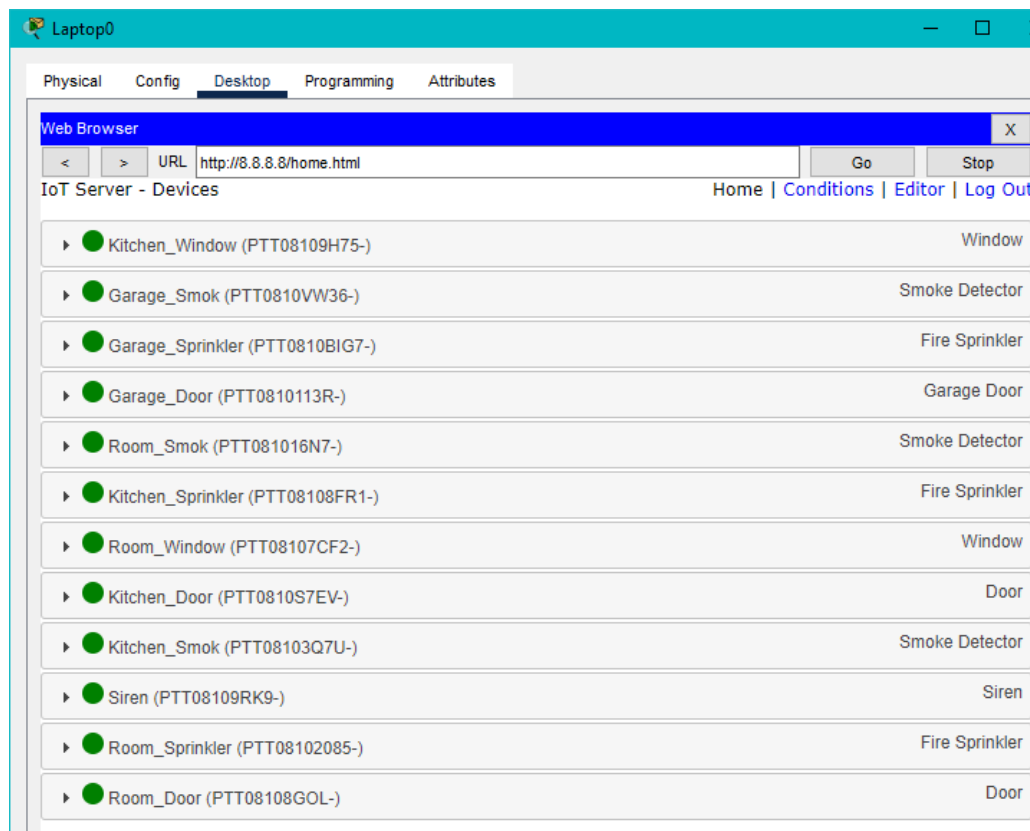 Laptop0
Physical Config Desktop Programming Attributes
Web Browser X
< > URL http://8.8.8.8/home.html Go Stop
IoT Server - Devices Home | Conditions | Editor | Log Out
Kitchen_Window (PTT08109H75-) Window
Garage_Smok (PTT0810VW36-) Smoke Detector
Garage_Sprinkler (PTT0810BIG7-) Fire Sprinkler
Garage_Door (PTT0810113R-) Garage Door
Room_Smok (PTT081016N7-) Smoke Detector
Kitchen_Sprinkler (PTT08108FR1-) Fire Sprinkler
Room_Window (PTT08107CF2-) Window
Kitchen_Door (PTT0810S7EV-) Door
Kitchen_Smok (PTT08103Q7U-) Smoke Detector
Siren (PTT08109RK9-) Siren
Room_Sprinkler (PTT08102085-) Fire Sprinkler
Room_Door (PTT08108GOL-) Door